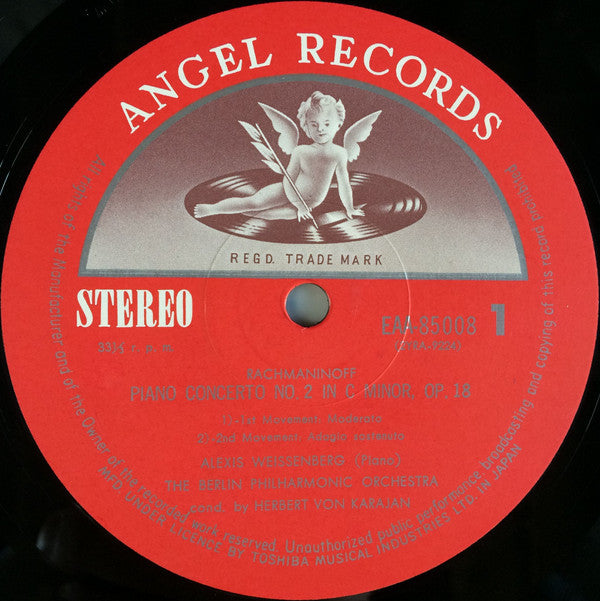 ANGEL RECORDS
REGD. TRADE MARK
STEREO
33⅓ r. p. m.
EAA-85008 1
(2YEA-9224)
RACHMANINOFF
PIANO CONCERTO NO. 2 IN C MINOR, OP. 18
1)-1st Movement: Moderato
2)-2nd Movement: Adagio sostenuto
ALEXIS WEISSENBERG (Piano)
THE BERLIN PHILHARMONIC ORCHESTRA
cond. by HERBERT VON KARAJAN
All rights of the Manufacturer and of the Owner of the recorded work reserved. Unauthorized public performance, broadcasting and copying of this record prohibited
MFD. UNDER LICENCE BY TOSHIBA MUSICAL INDUSTRIES LTD. IN JAPAN